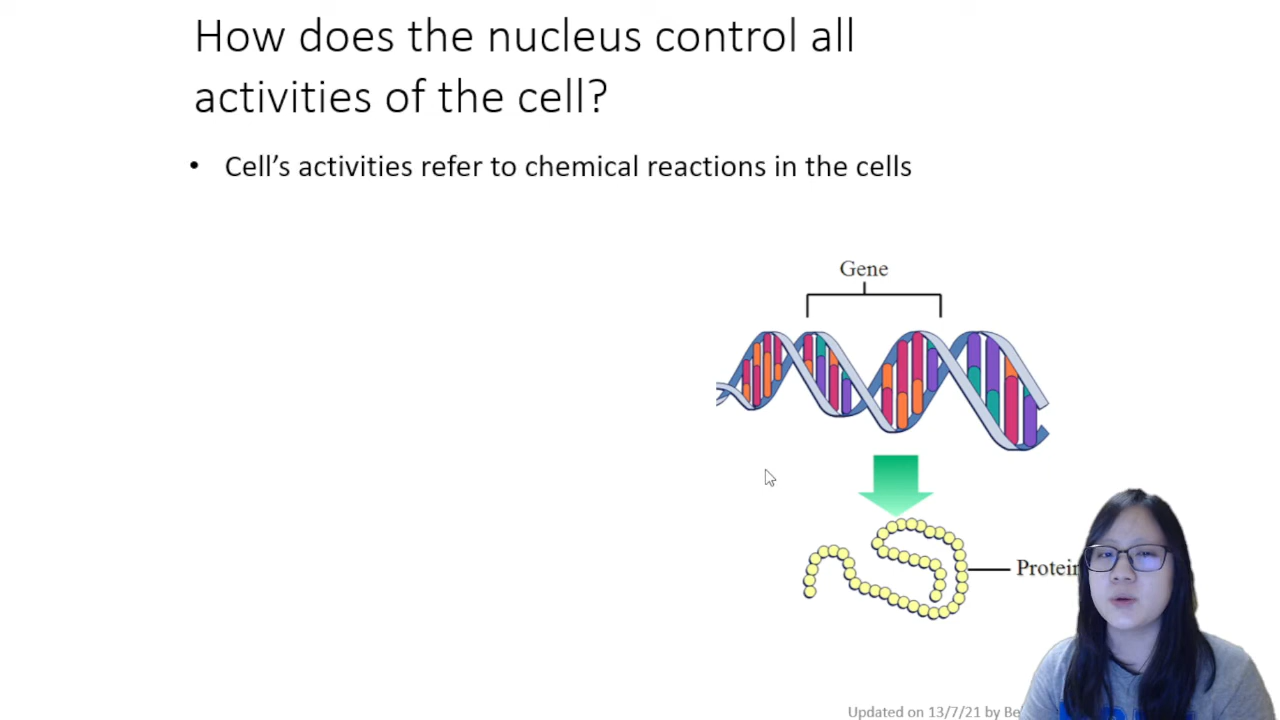 How does the nucleus control all
activities of the cell?
• Cell's activities refer to chemical reactions in the cells
Gene
Protein
Updated on 13/7/21 by